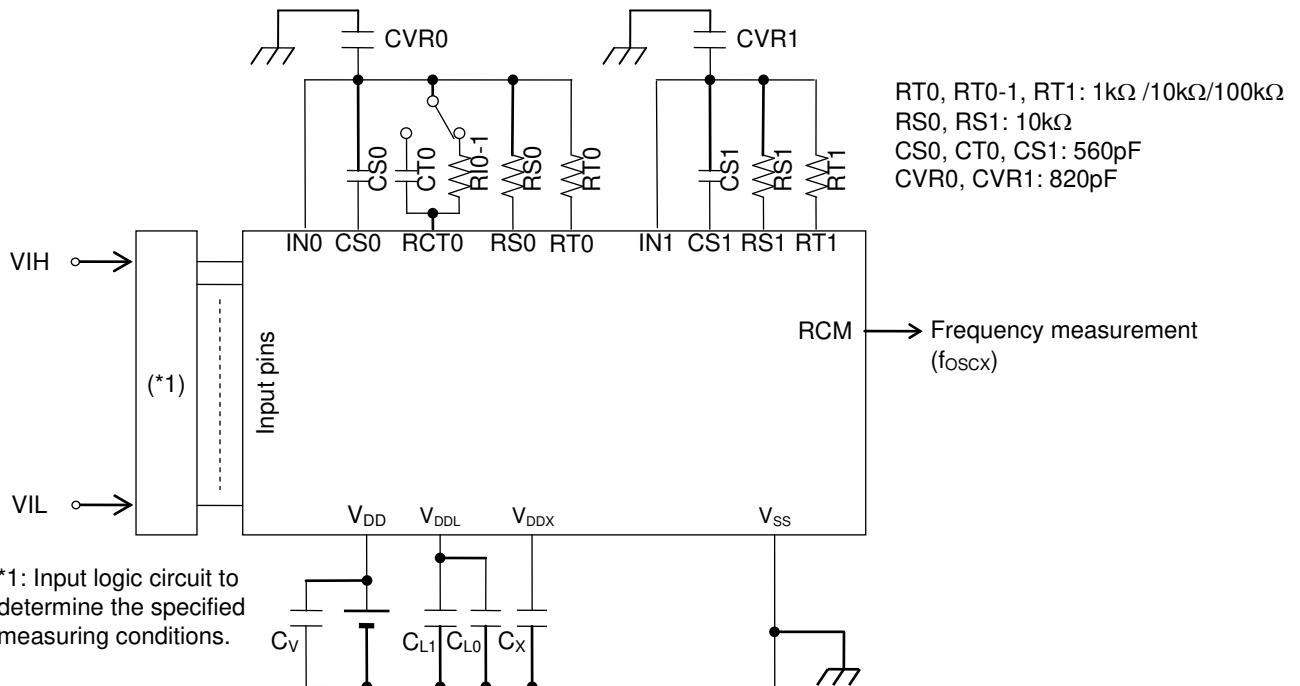 CVR0
CVR1
RT0, RT0-1, RT1: 1kΩ /10kΩ/100kΩ
RS0, RS1: 10kΩ
CS0, CT0, CS1: 560pF
CVR0, CVR1: 820pF
CS0
CT0
RI0-1
RS0
RT0
CS1
RS1
RT1
IN0 CS0 RCT0 RS0 RT0
IN1 CS1 RS1 RT1
VIH
VIL
(*1)
Input pins
RCM
Frequency measurement
(fOSCX)
VDD VDDL VDDX VSS
*1: Input logic circuit to
determine the specified
measuring conditions.
CV
CL1
CL0
CX